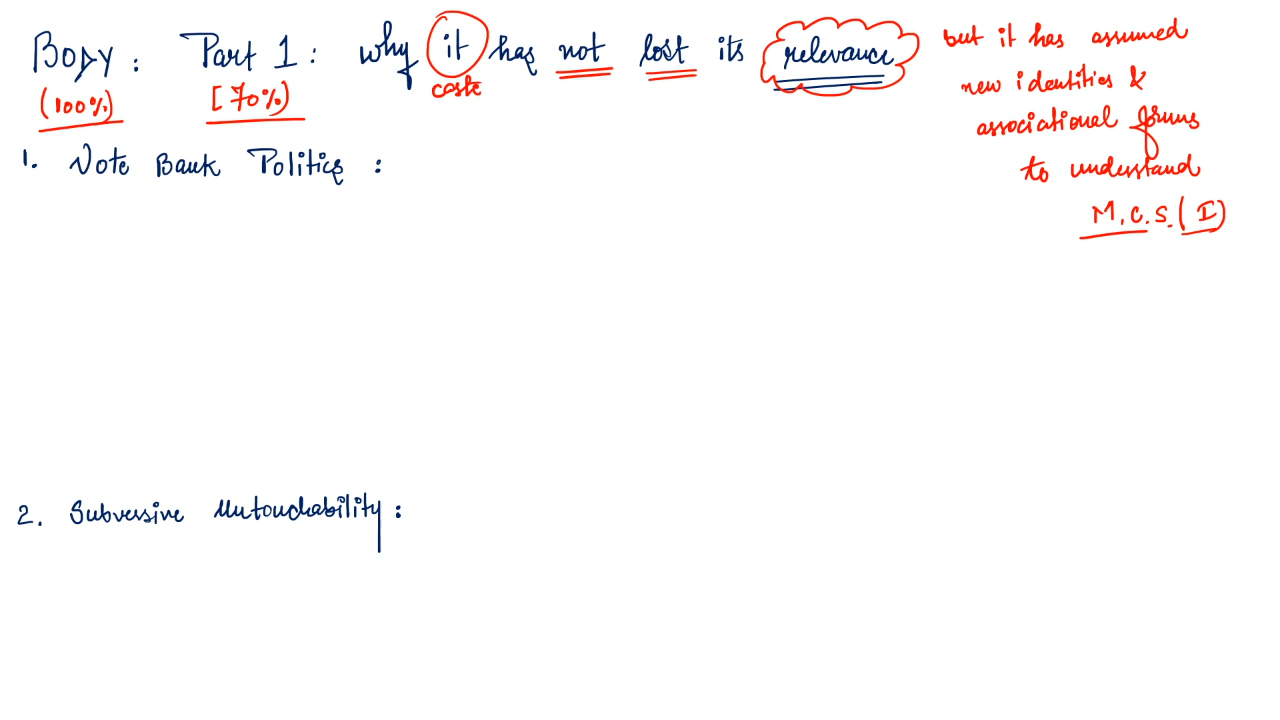 Body : Part 1 : why it has not lost its relevance
(100%) [70%) caste
but it has assumed
new identities &
associational forms
to understand
M.C.S.(I)
1. Vote Bank Politics :
2. Subversive Untouchability :